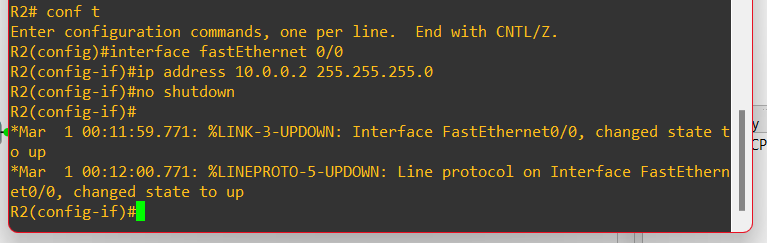 R2# conf t
Enter configuration commands, one per line.  End with CNTL/Z.
R2(config)#interface fastEthernet 0/0
R2(config-if)#ip address 10.0.0.2 255.255.255.0
R2(config-if)#no shutdown
R2(config-if)#
*Mar  1 00:11:59.771: %LINK-3-UPDOWN: Interface FastEthernet0/0, changed state t
o up
*Mar  1 00:12:00.771: %LINEPROTO-5-UPDOWN: Line protocol on Interface FastEthern
et0/0, changed state to up
R2(config-if)#
y
CP